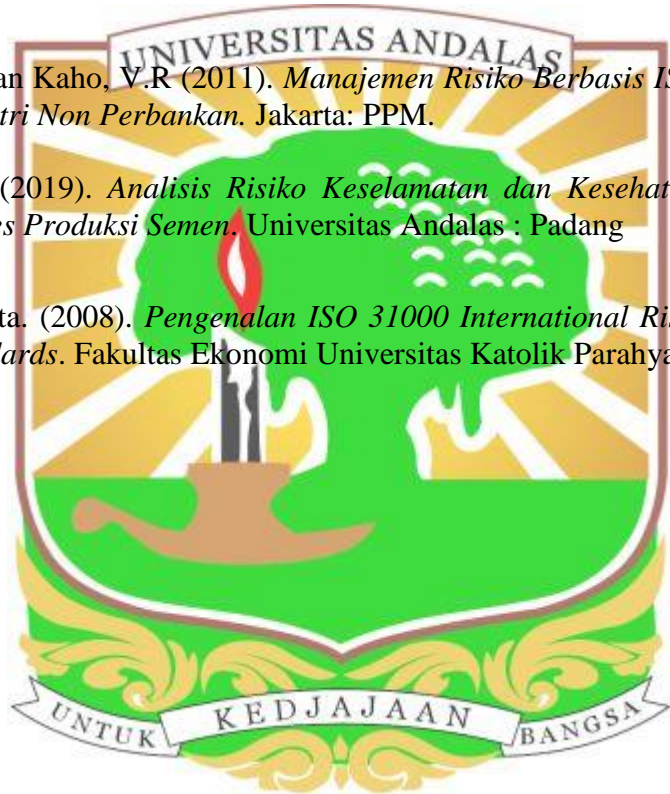 UNIVERSITAS ANDALAS
an Kaho, V.R (2011). Manajemen Risiko Berbasis IS
tri Non Perbankan. Jakarta: PPM.
(2019). Analisis Risiko Keselamatan dan Kesehat
es Produksi Semen. Universitas Andalas : Padang
ta. (2008). Pengenalan ISO 31000 International Ri
dards. Fakultas Ekonomi Universitas Katolik Parahya
UNTUK KEDJAJAAN BANGSA